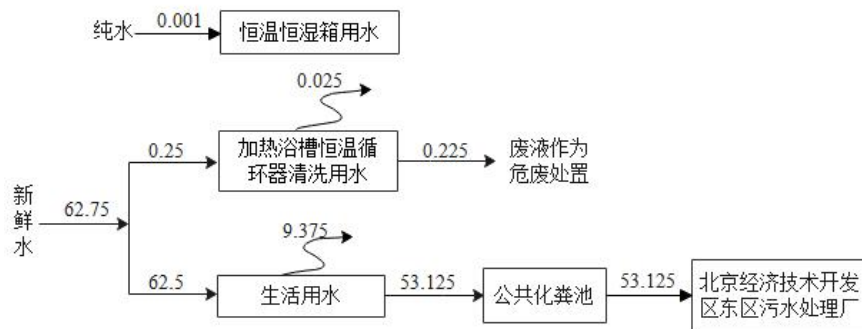 纯水
0.001
恒温恒湿箱用水
0.025
0.25
加热浴槽恒温循
环器清洗用水
0.225
废液作为
危废处置
新
鲜
水
62.75
9.375
62.5
生活用水
53.125
公共化粪池
53.125
北京经济技术开发
区东区污水处理厂